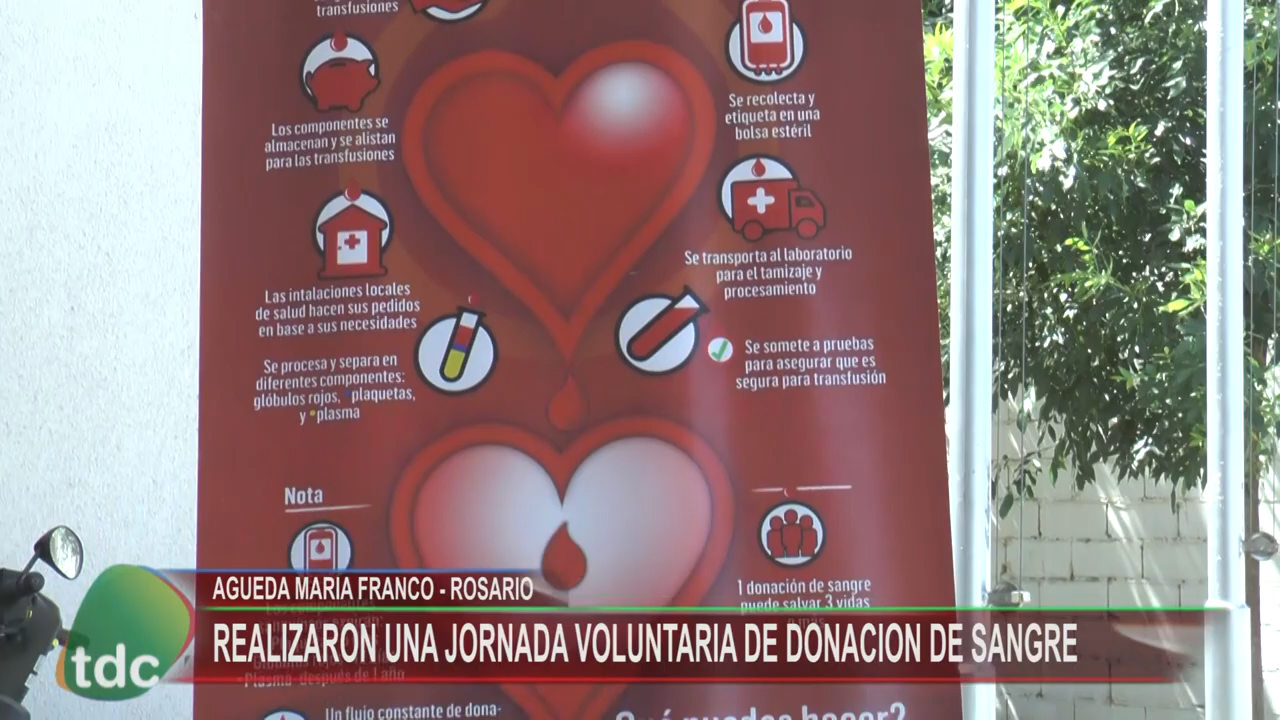 transfusiones
Los componentes se
almacenan y se alistan
para las transfusiones
Las intalaciones locales
de salud hacen sus pedidos
en base a sus necesidades
Se procesa y separa en
diferentes componentes:
glóbulos rojos, plaquetas,
y plasma
Se recolecta y
etiqueta en una
bolsa estéril
Se transporta al laboratorio
para el tamizaje y
procesamiento
Se somete a pruebas
para asegurar que es
segura para transfusión
Nota
1 donación de sangre
puede salvar 3 vidas
AGUEDA MARIA FRANCO - ROSARIO
REALIZARON UNA JORNADA VOLUNTARIA DE DONACION DE SANGRE
tdc
-Plasma después de 1 año
Un flujo constante de dona-
Qué puedes hacer?